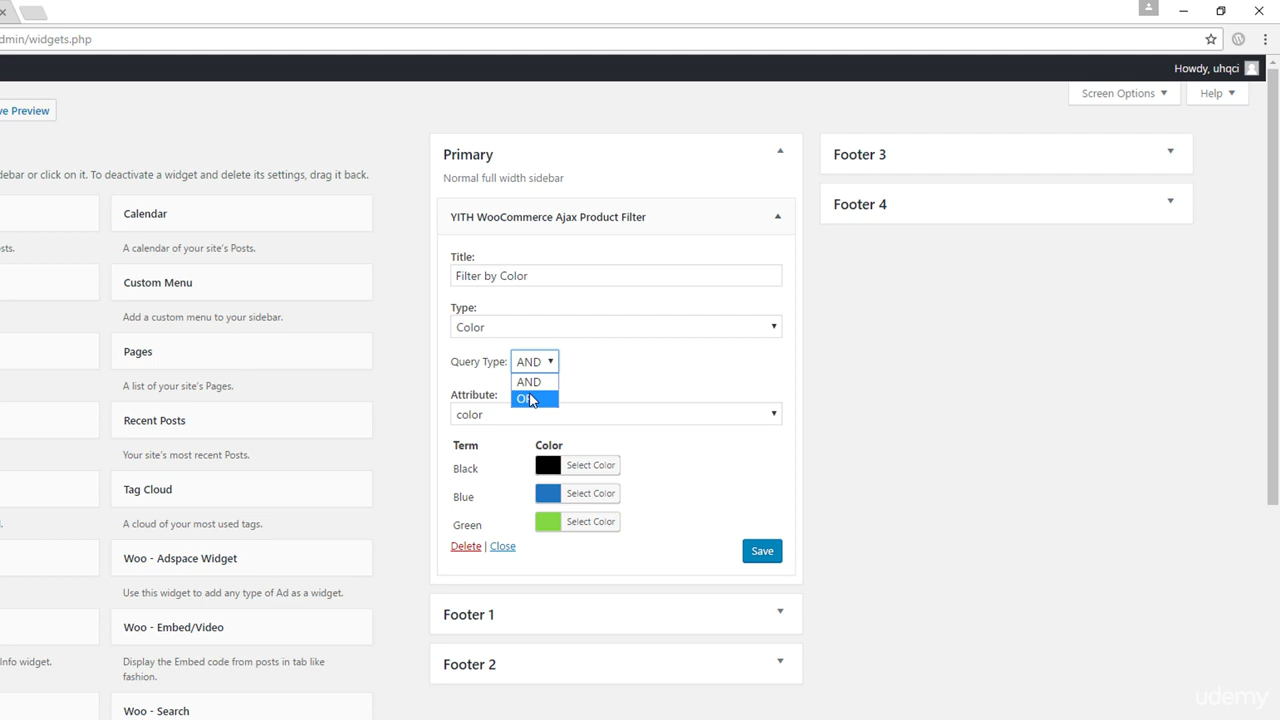 admin/widgets.php
Howdy, uhqci
Screen Options
Help
ve Preview
debar or click on it. To deactivate a widget and delete its settings, drag it back.
sts.
Calendar
A calendar of your site's Posts.
Custom Menu
Add a custom menu to your sidebar.
Pages
A list of your site's Pages.
Recent Posts
Your site's most recent Posts.
Tag Cloud
A cloud of your most used tags.
Woo - Adspace Widget
Use this widget to add any type of Ad as a widget.
Woo - Embed/Video
Info widget.
Display the Embed code from posts in tab like
fashion.
Woo - Search
Primary
Normal full width sidebar
YITH WooCommerce Ajax Product Filter
Title:
Filter by Color
Type:
Color
Query Type: AND
AND
OR
Attribute:
color
Term Color
Black Select Color
Blue Select Color
Green Select Color
Delete | Close
Save
Footer 1
Footer 2
Footer 3
Footer 4
udemy